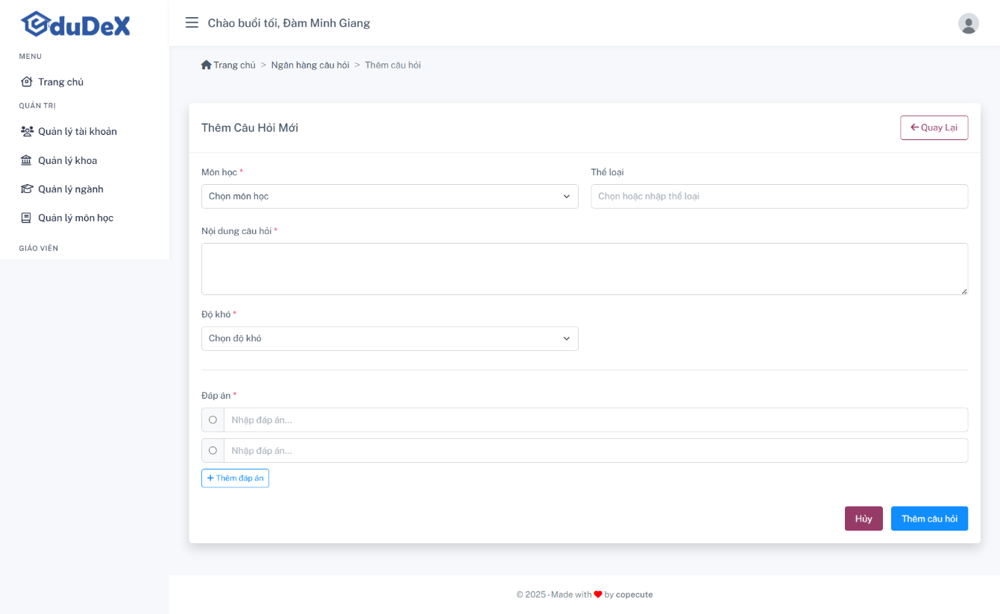 EduDeX
Chào buổi tối, Đàm Minh Giang
MENU
Trang chủ
QUẢN TRỊ
Quản lý tài khoản
Quản lý khoa
Quản lý ngành
Quản lý môn học
GIÁO VIÊN
Trang chủ > Ngân hàng câu hỏi > Thêm câu hỏi
Thêm Câu Hỏi Mới
Quay Lại
Môn học *
Thể loại
Chọn môn học
Chọn hoặc nhập thể loại
Nội dung câu hỏi *
Độ khó *
Chọn độ khó
Đáp án *
Nhập đáp án...
Nhập đáp án...
+ Thêm đáp án
Hủy
Thêm câu hỏi
© 2025 - Made with ❤ by copecute